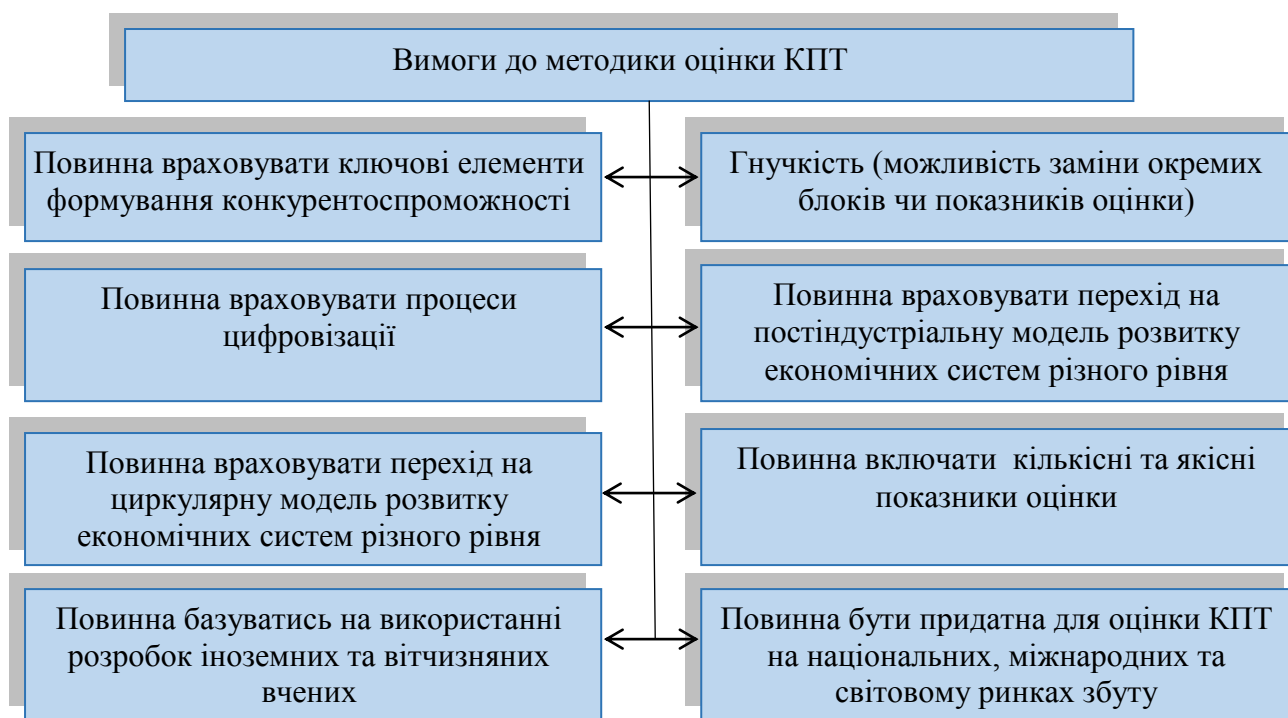 Вимоги до методики оцінки КПТ
Повинна враховувати ключові елементи
формування конкурентоспроможності
Гнучкість (можливість заміни окремих
блоків чи показників оцінки)
Повинна враховувати процеси
цифровізації
Повинна враховувати перехід на
постіндустріальну модель розвитку
економічних систем різного рівня
Повинна враховувати перехід на
циркулярну модель розвитку
економічних систем різного рівня
Повинна включати кількісні та якісні
показники оцінки
Повинна базуватись на використанні
розробок іноземних та вітчизняних
вчених
Повинна бути придатна для оцінки КПТ
на національних, міжнародних та
світовому ринках збуту